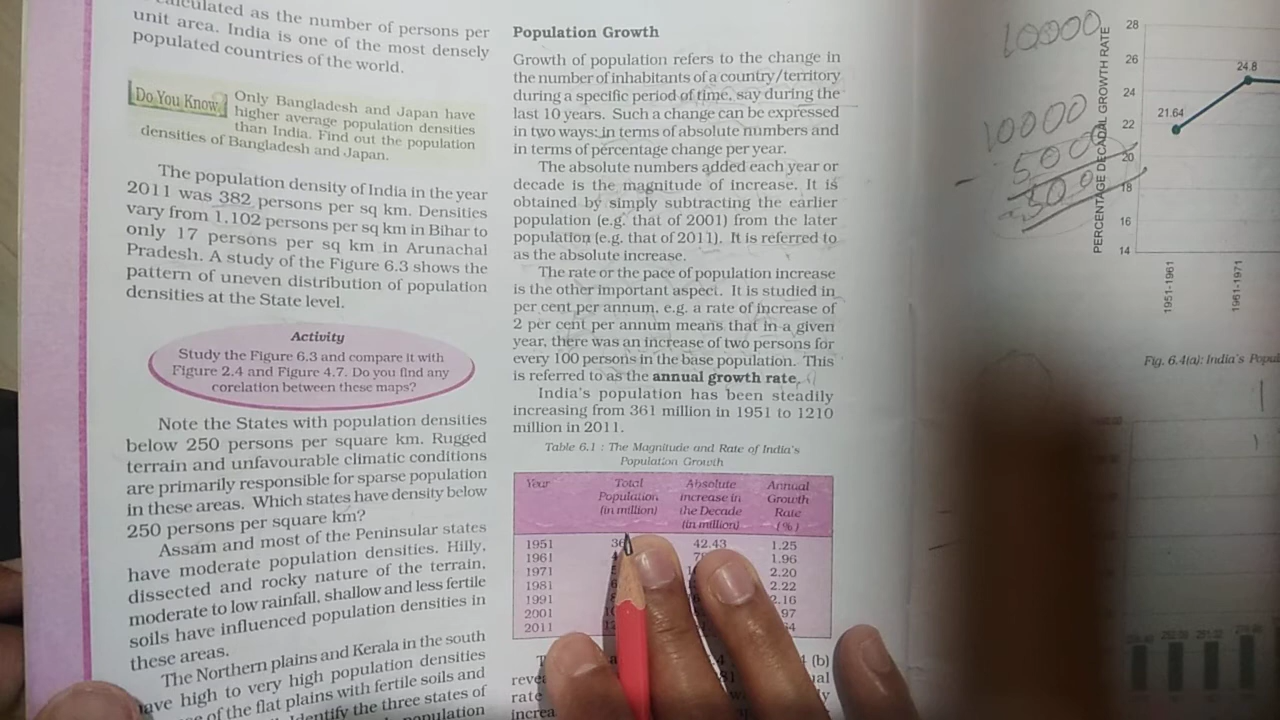 calculated as the number of persons per
unit area. India is one of the most densely
populated countries of the world.
Do You Know
Only Bangladesh and Japan have
higher average population densities
than India. Find out the population
densities of Bangladesh and Japan.
The population density of India in the year
2011 was 382 persons per sq km. Densities
vary from 1,102 persons per sq km in Bihar to
only 17 persons per sq km in Arunachal
Pradesh. A study of the Figure 6.3 shows the
pattern of uneven distribution of population
densities at the State level.
Activity
Study the Figure 6.3 and compare it with
Figure 2.4 and Figure 4.7. Do you find any
corelation between these maps?
Note the States with population densities
below 250 persons per square km. Rugged
terrain and unfavourable climatic conditions
are primarily responsible for sparse population
in these areas. Which states have density below
250 persons per square km?
Assam and most of the Peninsular states
have moderate population densities. Hilly,
dissected and rocky nature of the terrain,
moderate to low rainfall, shallow and less fertile
soils have influenced population densities in
these areas.
The Northern plains and Kerala in the south
have high to very high population densities
of the flat plains with fertile soils and
Identify the three states of
population
Population Growth
Growth of population refers to the change in
the number of inhabitants of a country/territory
during a specific period of time, say during the
last 10 years. Such a change can be expressed
in two ways: in terms of absolute numbers and
in terms of percentage change per year.
The absolute numbers added each year or
decade is the magnitude of increase. It is
obtained by simply subtracting the earlier
population (e.g. that of 2001) from the later
population (e.g. that of 2011). It is referred to
as the absolute increase.
The rate or the pace of population increase
is the other important aspect. It is studied in
per cent per annum, e.g. a rate of increase of
2 per cent per annum means that in a given
year, there was an increase of two persons for
every 100 persons in the base population. This
is referred to as the annual growth rate.
India's population has been steadily
increasing from 361 million in 1951 to 1210
million in 2011.
Table 6.1 : The Magnitude and Rate of India's
Population Growth
Year Total Population (in million) Absolute increase in the Decade (in million) Annual Growth Rate (%)
1951 42.43 1.25
1961 1.96
1971 2.20
1981 2.22
1991 2.16
2001
2011
(b)
rate
10000
10000
5000
PERCENTAGE DECADAL GROWTH RATE
28
26
24
22
20
18
16
14
21.64
24.8
1951-1961
1961-1971
Fig. 6.4(a): India's